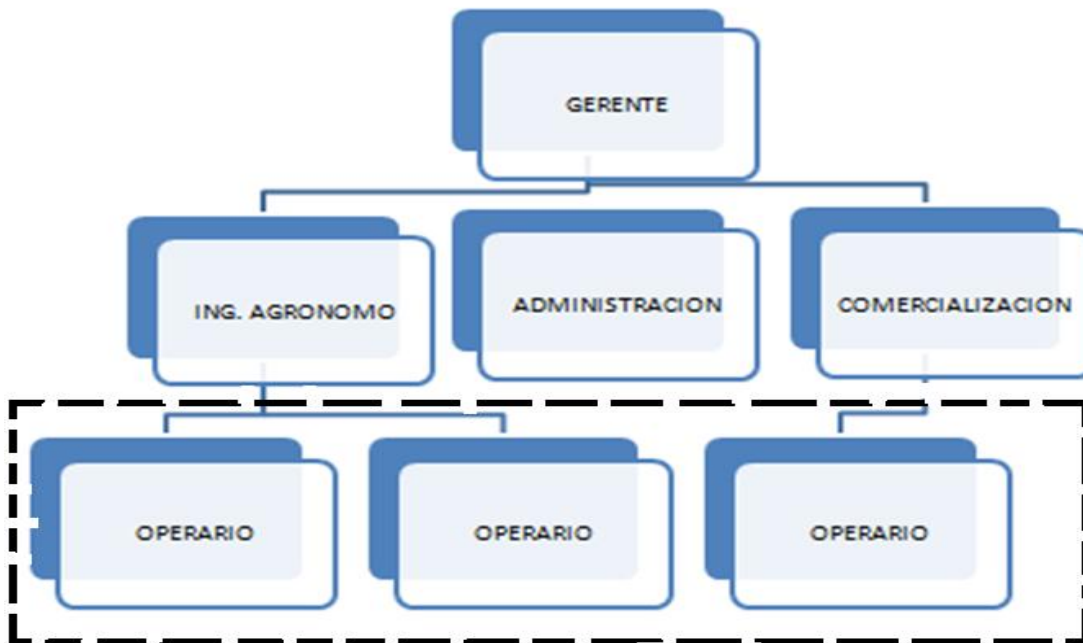 GERENTE
ING. AGRONOMO
ADMINISTRACION
COMERCIALIZACION
OPERARIO
OPERARIO
OPERARIO